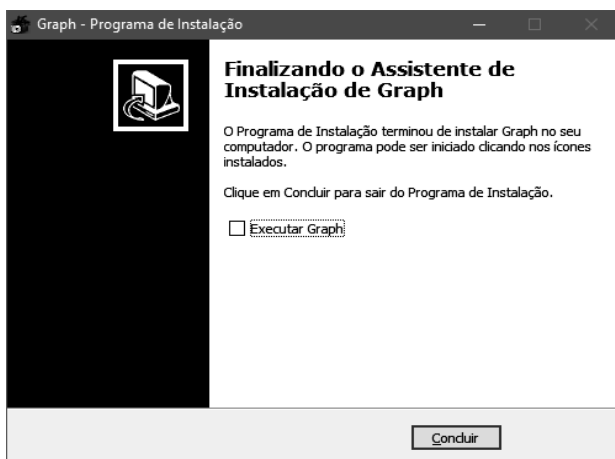 Graph - Programa de Instalação
Finalizando o Assistente de
Instalação de Graph
O Programa de Instalação terminou de instalar Graph no seu
computador. O programa pode ser iniciado clicando nos ícones
instalados.
Clique em Concluir para sair do Programa de Instalação.
Executar Graph
Concluir